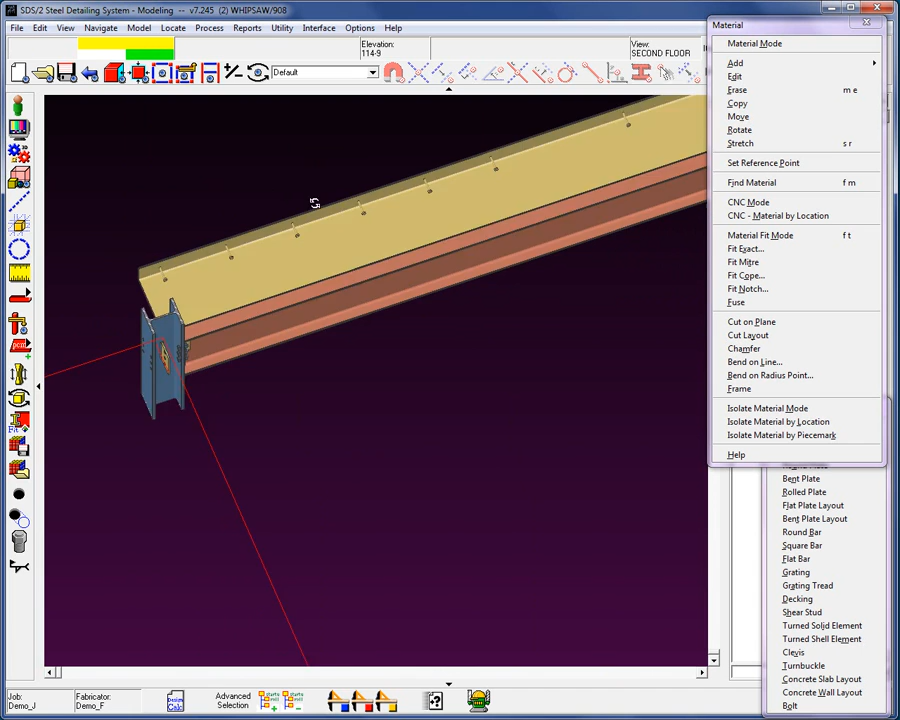 SDS/2 Steel Detailing System - Modeling -- v7.245 (2) WHIPSAW/908
File Edit View Navigate Model Locate Process Reports Utility Interface Options Help
Elevation:
114-9
View:
SECOND FLOOR
Default
Material
Material Mode
Add
Edit
Erase m e
Copy
Move
Rotate
Stretch s r
Set Reference Point
Find Material f m
CNC Mode
CNC - Material by Location
Material Fit Mode f t
Fit Exact...
Fit Mitre
Fit Cope...
Fit Notch...
Fuse
Cut on Plane
Cut Layout
Chamfer
Bend on Line...
Bend on Radius Point...
Frame
Isolate Material Mode
Isolate Material by Location
Isolate Material by Piecemark
Help
Bent Plate
Rolled Plate
Flat Plate Layout
Bent Plate Layout
Round Bar
Square Bar
Flat Bar
Grating
Grating Tread
Decking
Shear Stud
Turned Solid Element
Turned Shell Element
Clevis
Turnbuckle
Concrete Slab Layout
Concrete Wall Layout
Bolt
Job:
Demo_J
Fabricator:
Demo_F
Design
Calc
Advanced
Selection